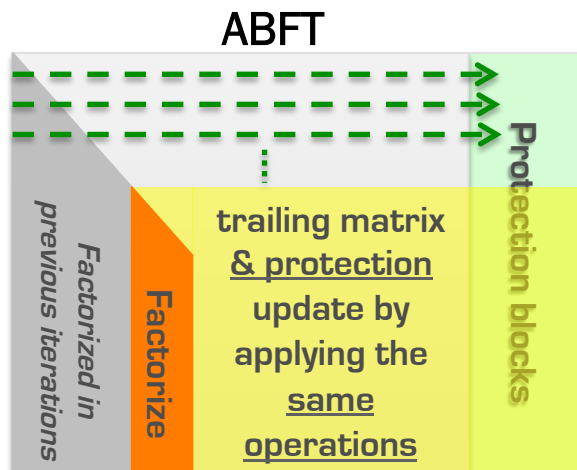 ABFT
Factorized in
previous iterations
Factorize
trailing matrix
& protection
update by
applying the
same
operations
Protection blocks